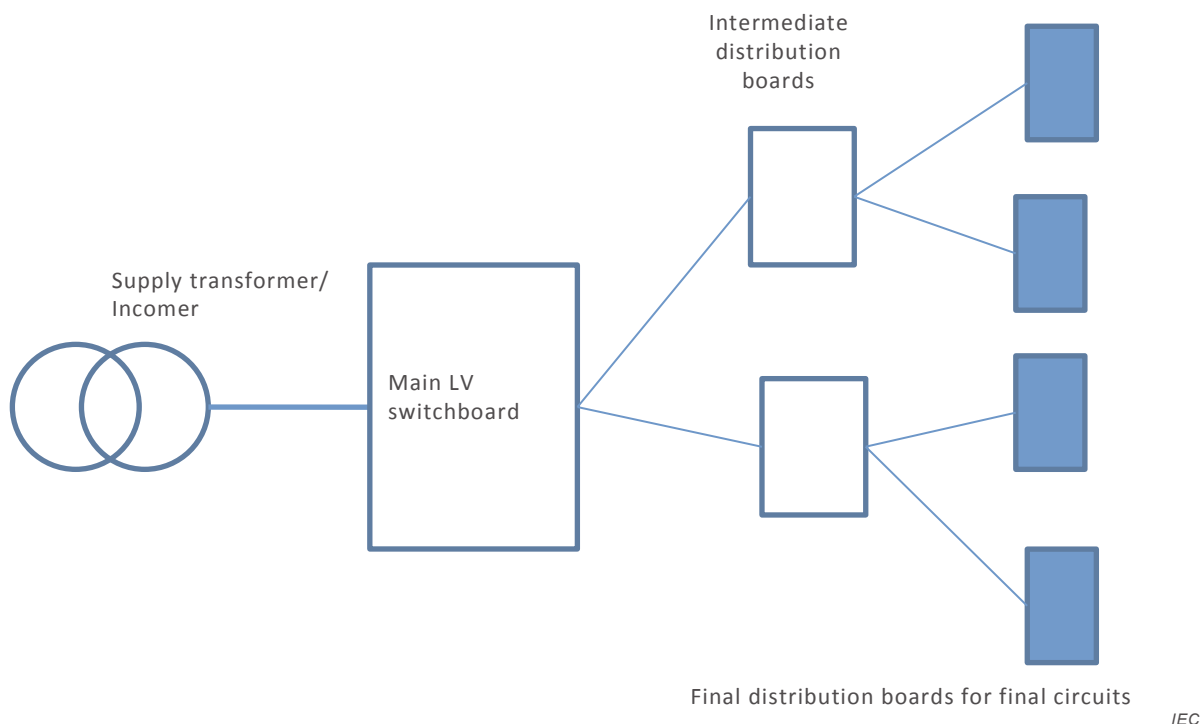 Intermediate
distribution
boards
Supply transformer/
Incomer
Main LV
switchboard
Final distribution boards for final circuits
IEC